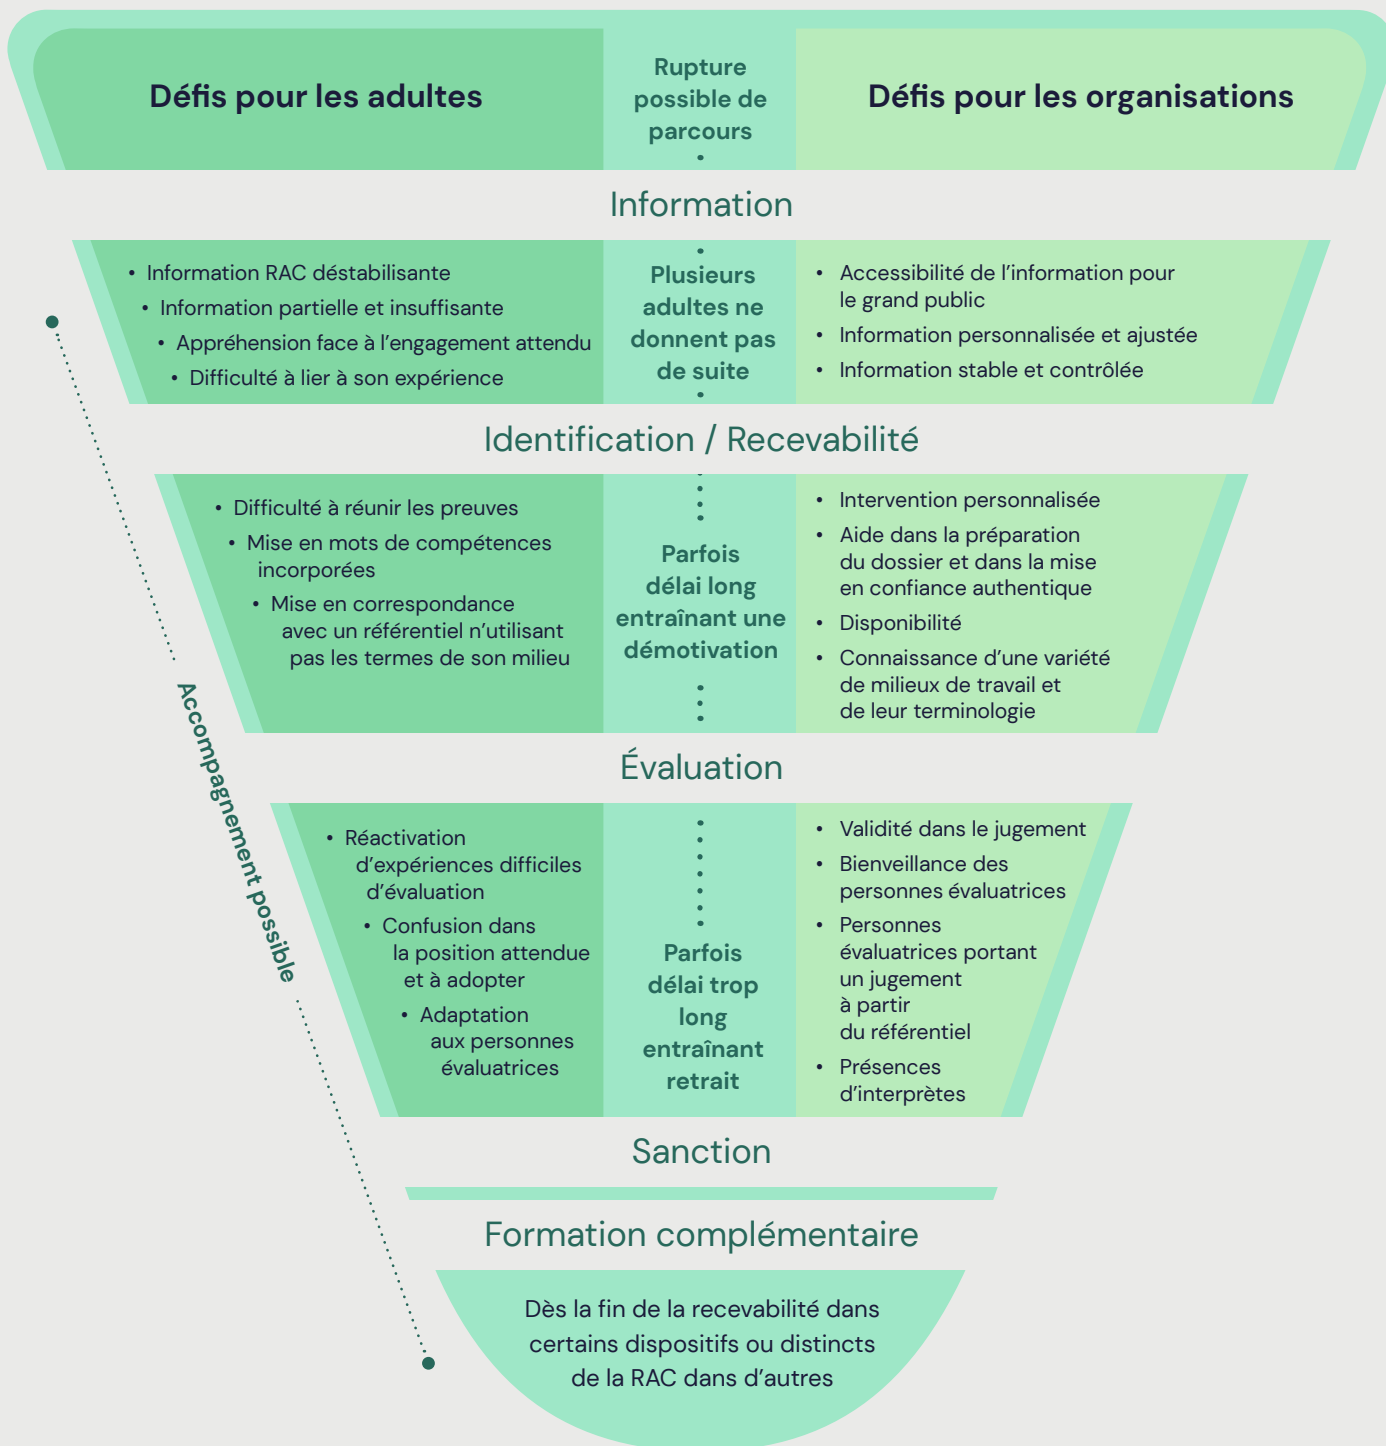 Défis pour les adultes
Rupture
possible de
parcours
Défis pour les organisations
Information
• Information RAC déstabilisante
• Information partielle et insuffisante
• Appréhension face à l'engagement attendu
• Difficulté à lier à son expérience
Plusieurs
adultes ne
donnent pas
de suite
• Accessibilité de l'information pour
le grand public
• Information personnalisée et ajustée
• Information stable et contrôlée
Identification / Recevabilité
• Difficulté à réunir les preuves
• Mise en mots de compétences
incorporées
• Mise en correspondance
avec un référentiel n'utilisant
pas les termes de son milieu
Parfois
délai long
entraînant une
démotivation
• Intervention personnalisée
• Aide dans la préparation
du dossier et dans la mise
en confiance authentique
• Disponibilité
• Connaissance d'une variété
de milieux de travail et
de leur terminologie
Accompagnement possible
Évaluation
• Réactivation
d'expériences difficiles
d'évaluation
• Confusion dans
la position attendue
et à adopter
• Adaptation
aux personnes
évaluatrices
Parfois
délai trop
long
entraînant
retrait
• Validité dans le jugement
• Bienveillance des
personnes évaluatrices
• Personnes
évaluatrices portant
un jugement
à partir
du référentiel
• Présences
d'interprètes
Sanction
Formation complémentaire
Dès la fin de la recevabilité dans
certains dispositifs ou distincts
de la RAC dans d'autres